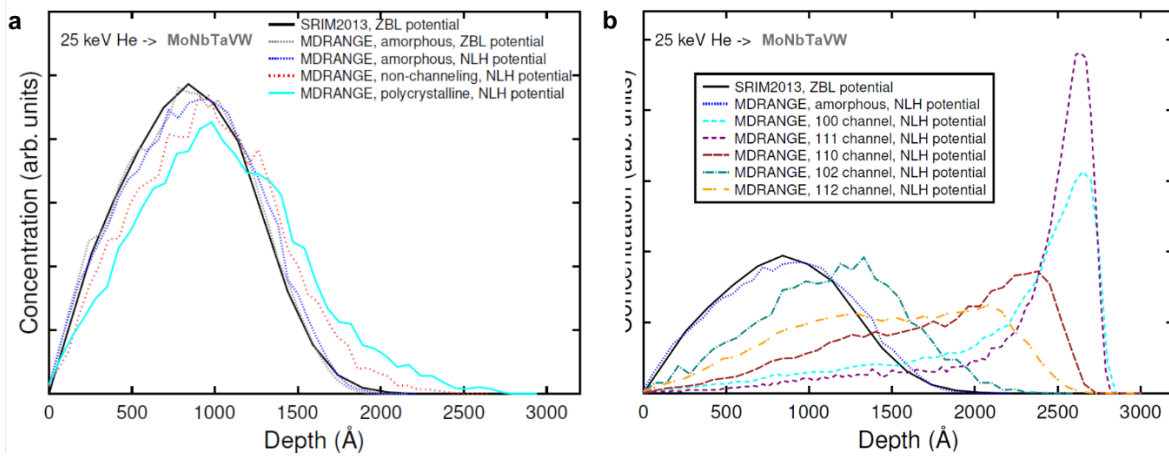 a
25 keV He -> MoNbTaVW
SRIM2013, ZBL potential
MDRANGE, amorphous, ZBL potential
MDRANGE, amorphous, NLH potential
MDRANGE, non-channeling, NLH potential
MDRANGE, polycrystalline, NLH potential
Concentration (arb. units)
0 500 1000 1500 2000 2500 3000
Depth (Å)
b
25 keV He -> MoNbTaVW
SRIM2013, ZBL potential
MDRANGE, amorphous, NLH potential
MDRANGE, 100 channel, NLH potential
MDRANGE, 111 channel, NLH potential
MDRANGE, 110 channel, NLH potential
MDRANGE, 102 channel, NLH potential
MDRANGE, 112 channel, NLH potential
Concentration (arb. units)
0 500 1000 1500 2000 2500 3000
Depth (Å)